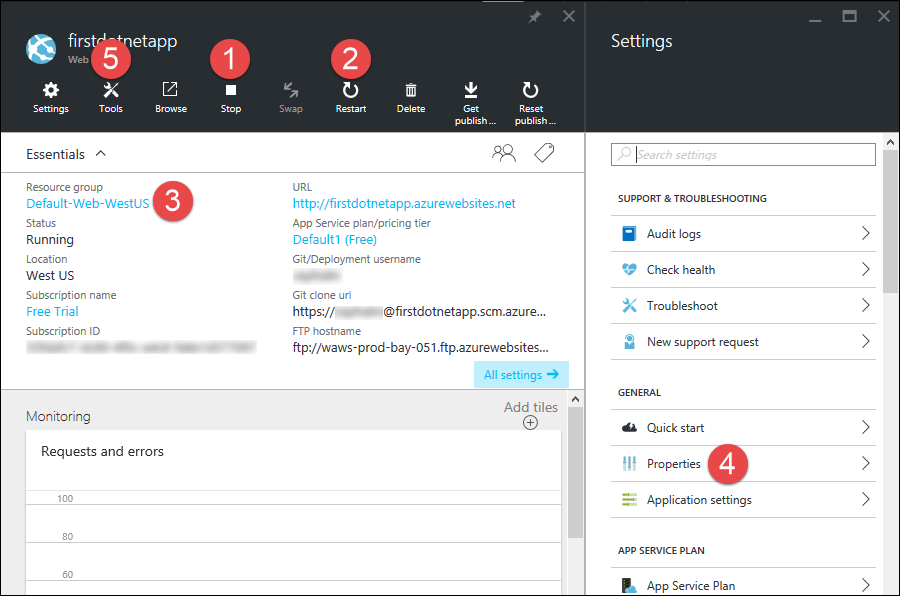 firstdotnetapp
Web
5
1
2
Settings
Tools
Browse
Stop
Swap
Restart
Delete
Get publish...
Reset publish...
Essentials
Resource group
Default-Web-WestUS
3
Status
Running
Location
West US
Subscription name
Free Trial
Subscription ID
URL
http://firstdotnetapp.azurewebsites.net
App Service plan/pricing tier
Default1 (Free)
Git/Deployment username
Git clone url
https://@firstdotnetapp.scm.azure...
FTP hostname
ftp://waws-prod-bay-051.ftp.azurewebsites...
All settings
Monitoring
Add tiles
Requests and errors
100
80
60
Settings
Search settings
SUPPORT & TROUBLESHOOTING
Audit logs
Check health
Troubleshoot
New support request
GENERAL
Quick start
Properties
4
Application settings
APP SERVICE PLAN
App Service Plan